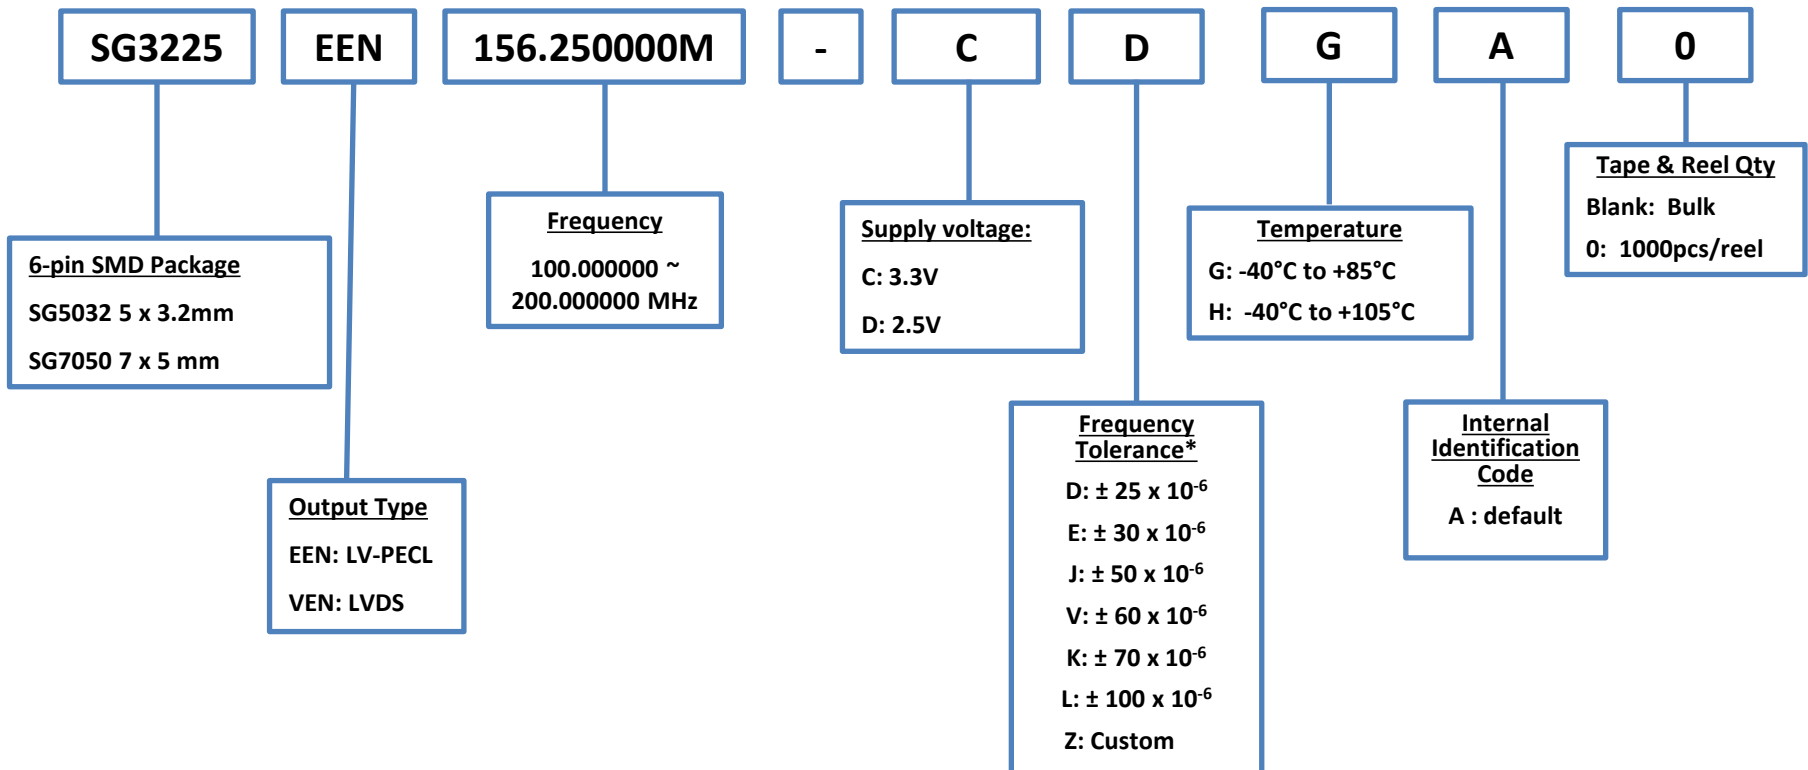 SG3225 EEN 156.250000M - C D G A 0
6-pin SMD Package
SG5032 5 x 3.2mm
SG7050 7 x 5 mm
Output Type
EEN: LV-PECL
VEN: LVDS
Frequency
100.000000 ~
200.000000 MHz
Supply voltage:
C: 3.3V
D: 2.5V
Frequency
Tolerance*
D: ± 25 x 10⁻⁶
E: ± 30 x 10⁻⁶
J: ± 50 x 10⁻⁶
V: ± 60 x 10⁻⁶
K: ± 70 x 10⁻⁶
L: ± 100 x 10⁻⁶
Z: Custom
Temperature
G: -40°C to +85°C
H: -40°C to +105°C
Internal
Identification
Code
A : default
Tape & Reel Qty
Blank: Bulk
0: 1000pcs/reel